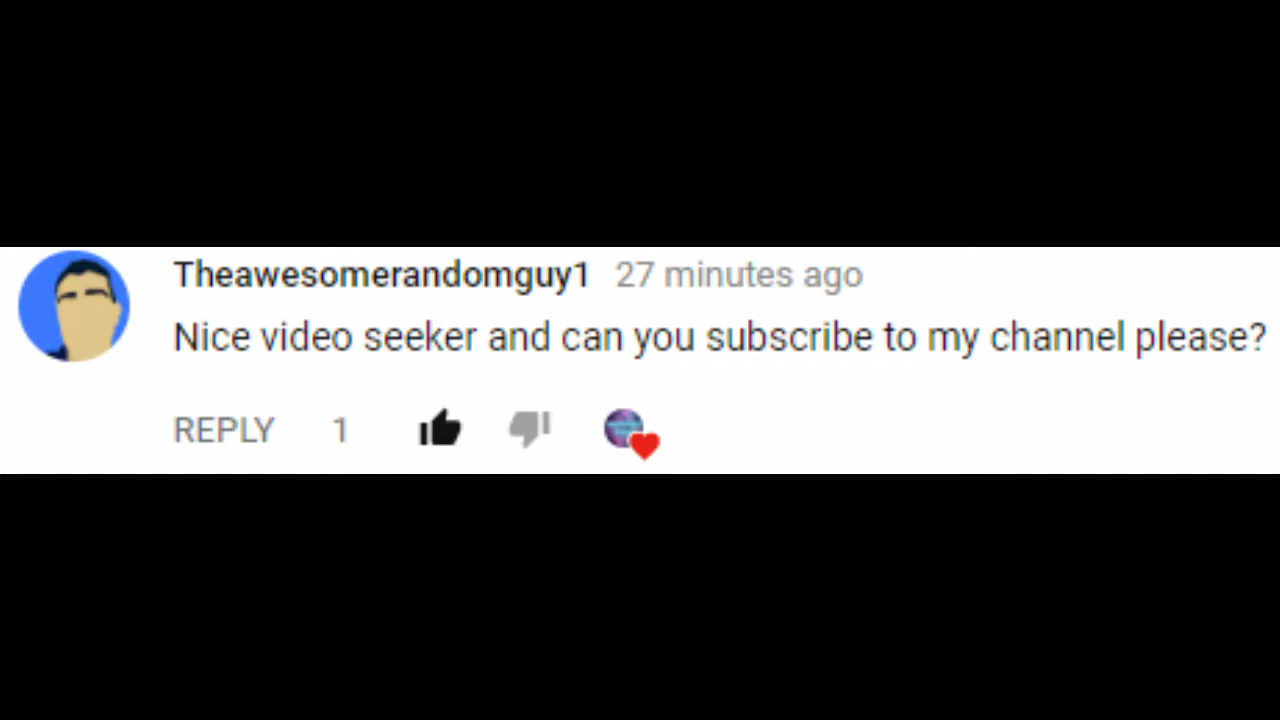 Theawesomerandomguy1 27 minutes ago
Nice video seeker and can you subscribe to my channel please?
REPLY 1